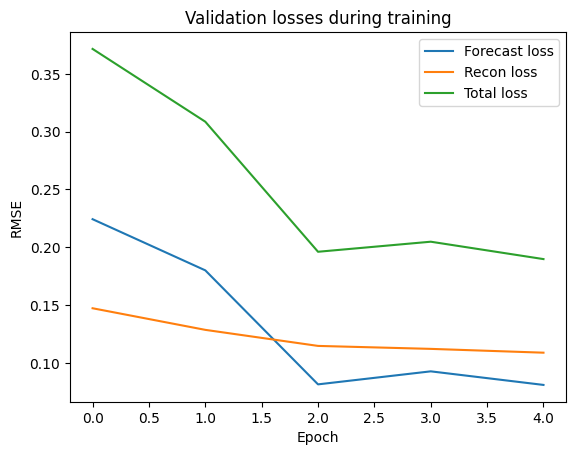 Validation losses during training
Forecast loss
Recon loss
Total loss
RMSE
0.35
0.30
0.25
0.20
0.15
0.10
0.0 0.5 1.0 1.5 2.0 2.5 3.0 3.5 4.0
Epoch